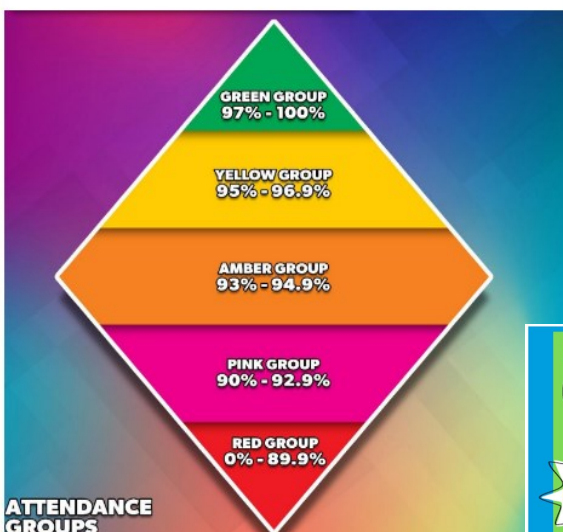 GREEN GROUP
97% - 100%
YELLOW GROUP
95% - 96.9%
AMBER GROUP
93% - 94.9%
PINK GROUP
90% - 92.9%
RED GROUP
0% - 89.9%
ATTENDANCE
GROUPS